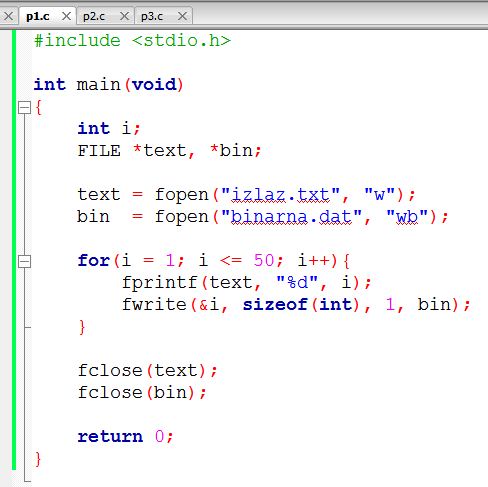 p1.c p2.c p3.c
#include <stdio.h>
int main(void)
{
int i;
FILE *text, *bin;
text = fopen("izlaz.txt", "w");
bin  = fopen("binarna.dat", "wb");
for(i = 1; i <= 50; i++){
fprintf(text, "%d", i);
fwrite(&i, sizeof(int), 1, bin);
}
fclose(text);
fclose(bin);
return 0;
}